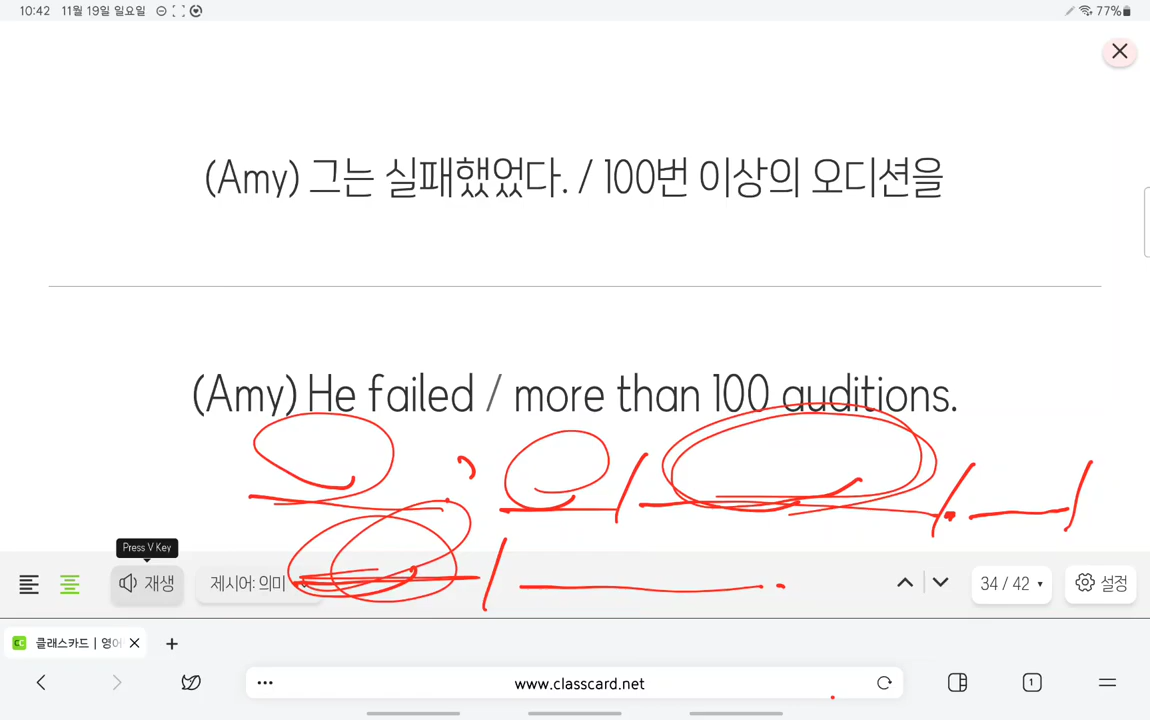 10:42 11월 19일 일요일 77%
(Amy) 그는 실패했었다. / 100번 이상의 오디션을
(Amy) He failed / more than 100 auditions.
Press V Key
재생 제시어: 의미 34 / 42 설정
클래스카드 | 영어
www.classcard.net
1